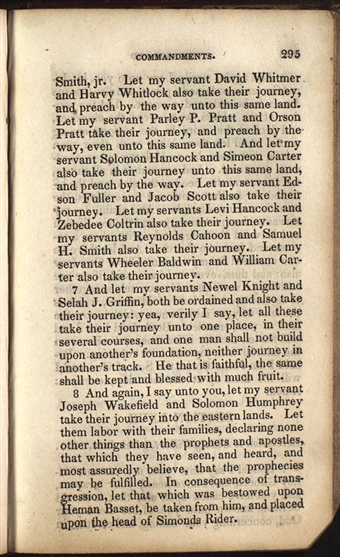 COMMANDMENTS. 295
Smith, jr. Let my servant David Whitmer
and Harvy Whitlock also take their journey,
and preach by the way unto this same land.
Let my servant Parley P. Pratt and Orson
Pratt take their journey, and preach by the
way, even unto this same land. And let my
servant Solomon Hancock and Simeon Carter
also take their journey unto this same land,
and preach by the way. Let my servant Ed-
son Fuller and Jacob Scott also take their
journey. Let my servants Levi Hancock and
Zebedee Coltrin also take their journey. Let
my servants Reynolds Cahoon and Samuel
H. Smith also take their journey. Let my
servants Wheeler Baldwin and William Car-
ter also take their journey.
7 And let my servants Newel Knight and
Selah J. Griffin, both be ordained and also take
their journey: yea, verily I say, let all these
take their journey unto one place, in their
several courses, and one man shall not build
upon another's foundation, neither journey in
another's track. He that is faithful, the same
shall be kept and blessed with much fruit.
8 And again, I say unto you, let my servant
Joseph Wakefield and Solomon Humphrey
take their journey into the eastern lands. Let
them labor with their families, declaring none
other things than the prophets and apostles,
that which they have seen, and heard, and
most assuredly believe, that the prophecies
may be fulfilled. In consequence of trans-
gression, let that which was bestowed upon
Heman Basset, be taken from him, and placed
upon the head of Simonds Rider.